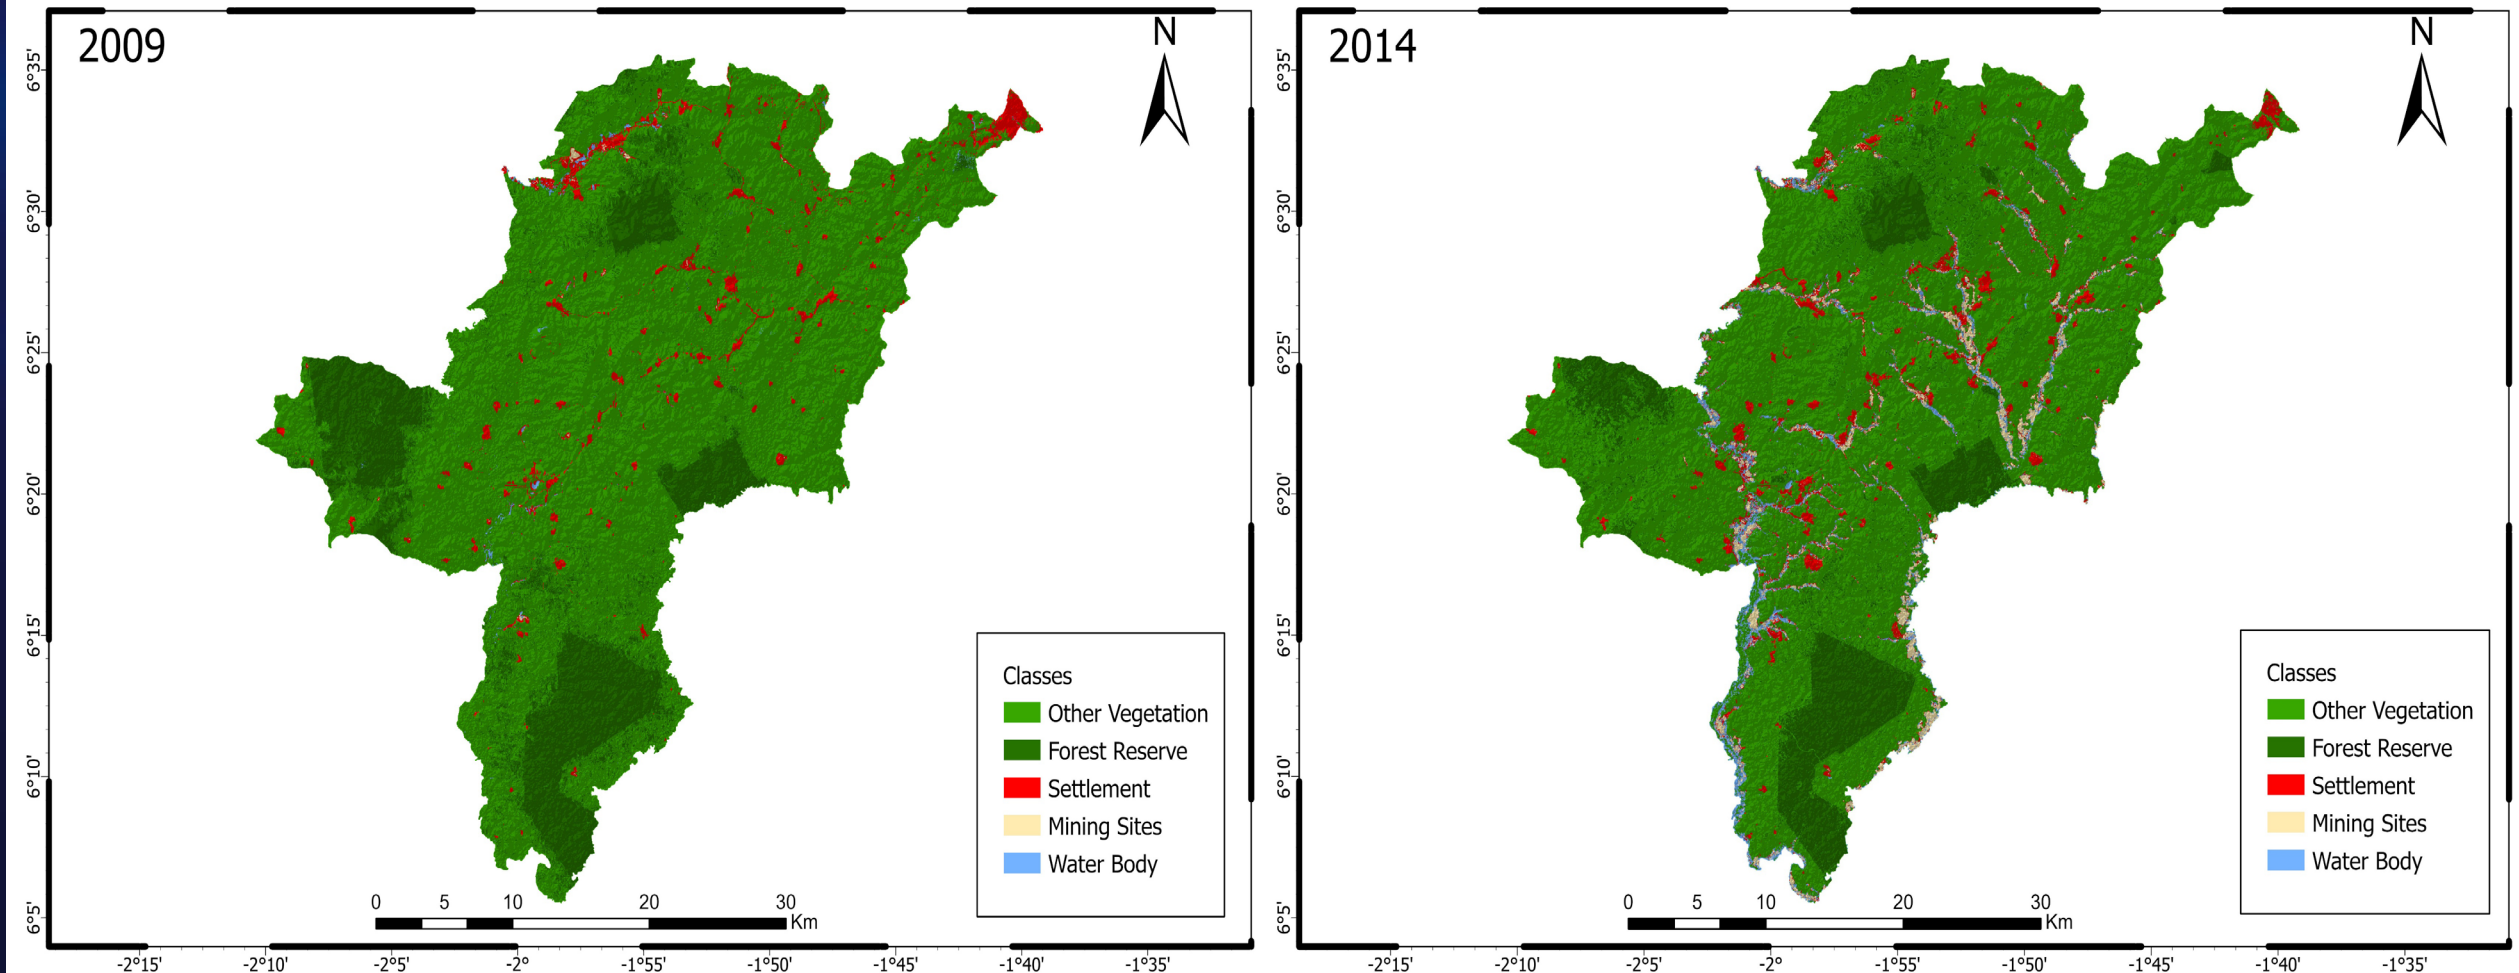 2009
N
6°35'
6°30'
6°25'
6°20'
6°15'
6°10'
6°5'
Classes
Other Vegetation
Forest Reserve
Settlement
Mining Sites
Water Body
0 5 10 20 30
Km
-2°15' -2°10' -2°5' -2° -1°55' -1°50' -1°45' -1°40' -1°35'
2014
N
6°35'
6°30'
6°25'
6°20'
6°15'
6°10'
6°5'
Classes
Other Vegetation
Forest Reserve
Settlement
Mining Sites
Water Body
0 5 10 20 30
Km
-2°15' -2°10' -2°5' -2° -1°55' -1°50' -1°45' -1°40' -1°35'